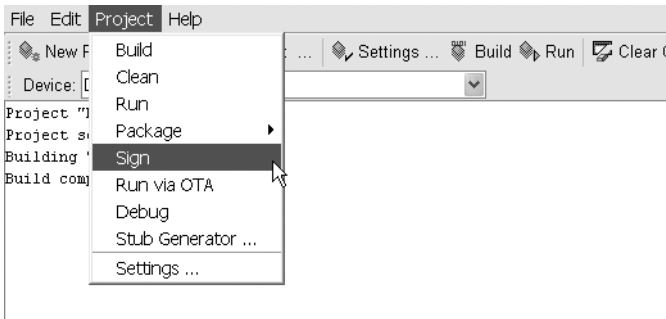 File Edit Project Help
New Build : ... Settings ... Build Run Clear
Clean
Device: Run
Project Package
Project Sign
Building Run via OTA
Build Debug
Stub Generator ...
Settings ...